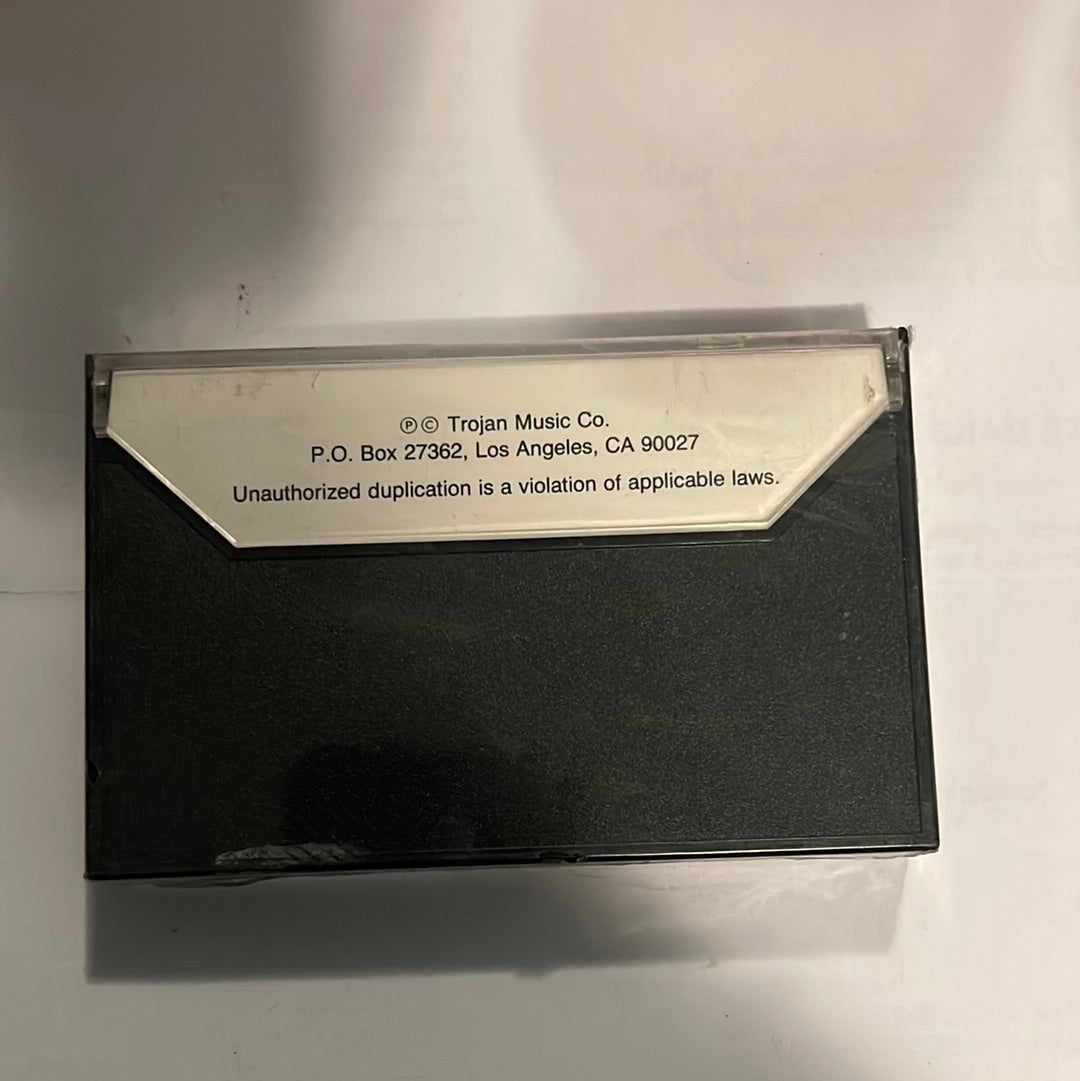 ℗© Trojan Music Co.
P.O. Box 27362, Los Angeles, CA 90027
Unauthorized duplication is a violation of applicable laws.